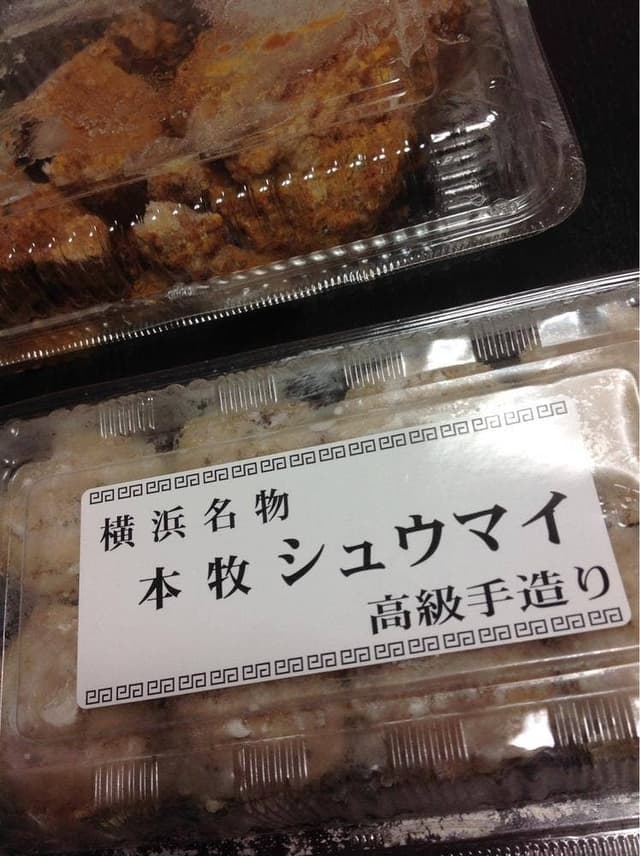 横浜名物
本牧シュウマイ
高級手造り